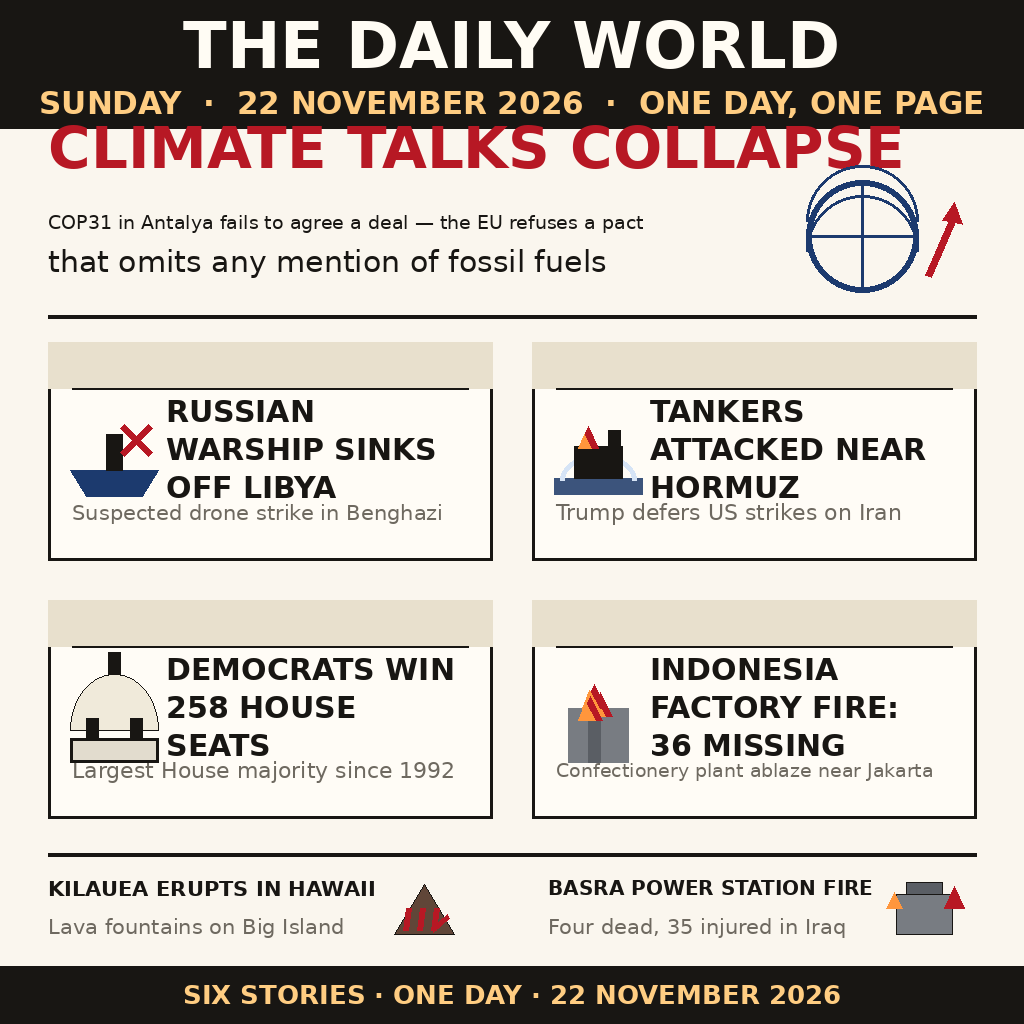 THE DAILY WORLD
SUNDAY · 22 NOVEMBER 2026 · ONE DAY, ONE PAGE
CLIMATE TALKS COLLAPSE
COP31 in Antalya fails to agree a deal — the EU refuses a pact
that omits any mention of fossil fuels
RUSSIAN
WARSHIP SINKS
OFF LIBYA
Suspected drone strike in Benghazi
TANKERS
ATTACKED NEAR
HORMUZ
Trump defers US strikes on Iran
DEMOCRATS WIN
258 HOUSE
SEATS
Largest House majority since 1992
INDONESIA
FACTORY FIRE:
36 MISSING
Confectionery plant ablaze near Jakarta
KILAUEA ERUPTS IN HAWAII
Lava fountains on Big Island
BASRA POWER STATION FIRE
Four dead, 35 injured in Iraq
SIX STORIES · ONE DAY · 22 NOVEMBER 2026